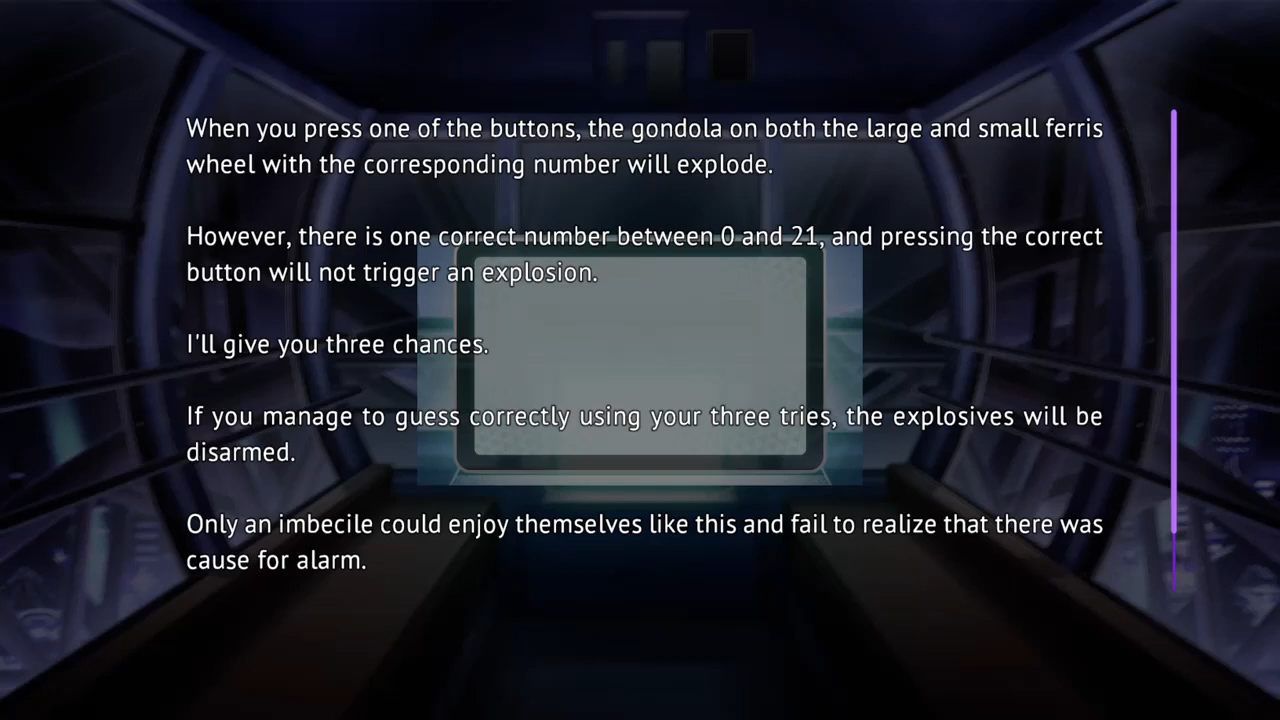 When you press one of the buttons, the gondola on both the large and small ferris
wheel with the corresponding number will explode.
However, there is one correct number between 0 and 21, and pressing the correct
button will not trigger an explosion.
I'll give you three chances.
If you manage to guess correctly using your three tries, the explosives will be
disarmed.
Only an imbecile could enjoy themselves like this and fail to realize that there was
cause for alarm.